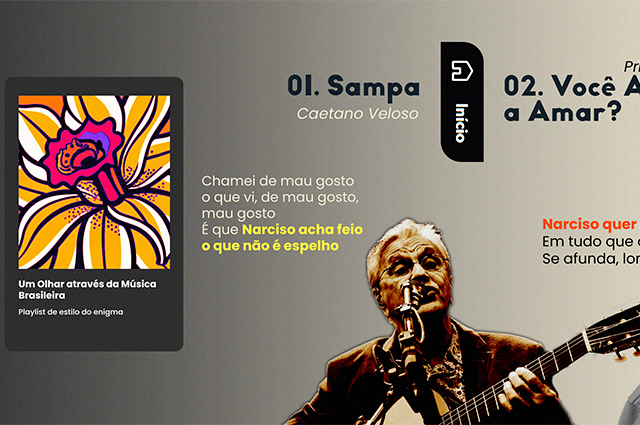 01. Sampa
Caetano Veloso
Início
02. Você A
a Amar?
Chamei de mau gosto
o que vi, de mau gosto,
mau gosto
É que Narciso acha feio
o que não é espelho
Narciso quer
Em tudo que
Se afunda,
Um Olhar através da Música
Brasileira
Playlist de estilo do enigma